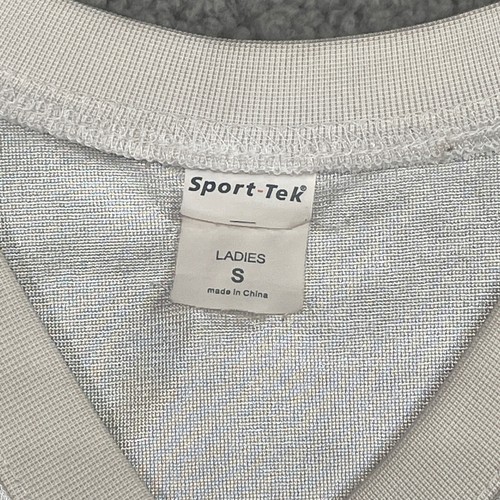 Sport-Tek®
LADIES
S
made in China